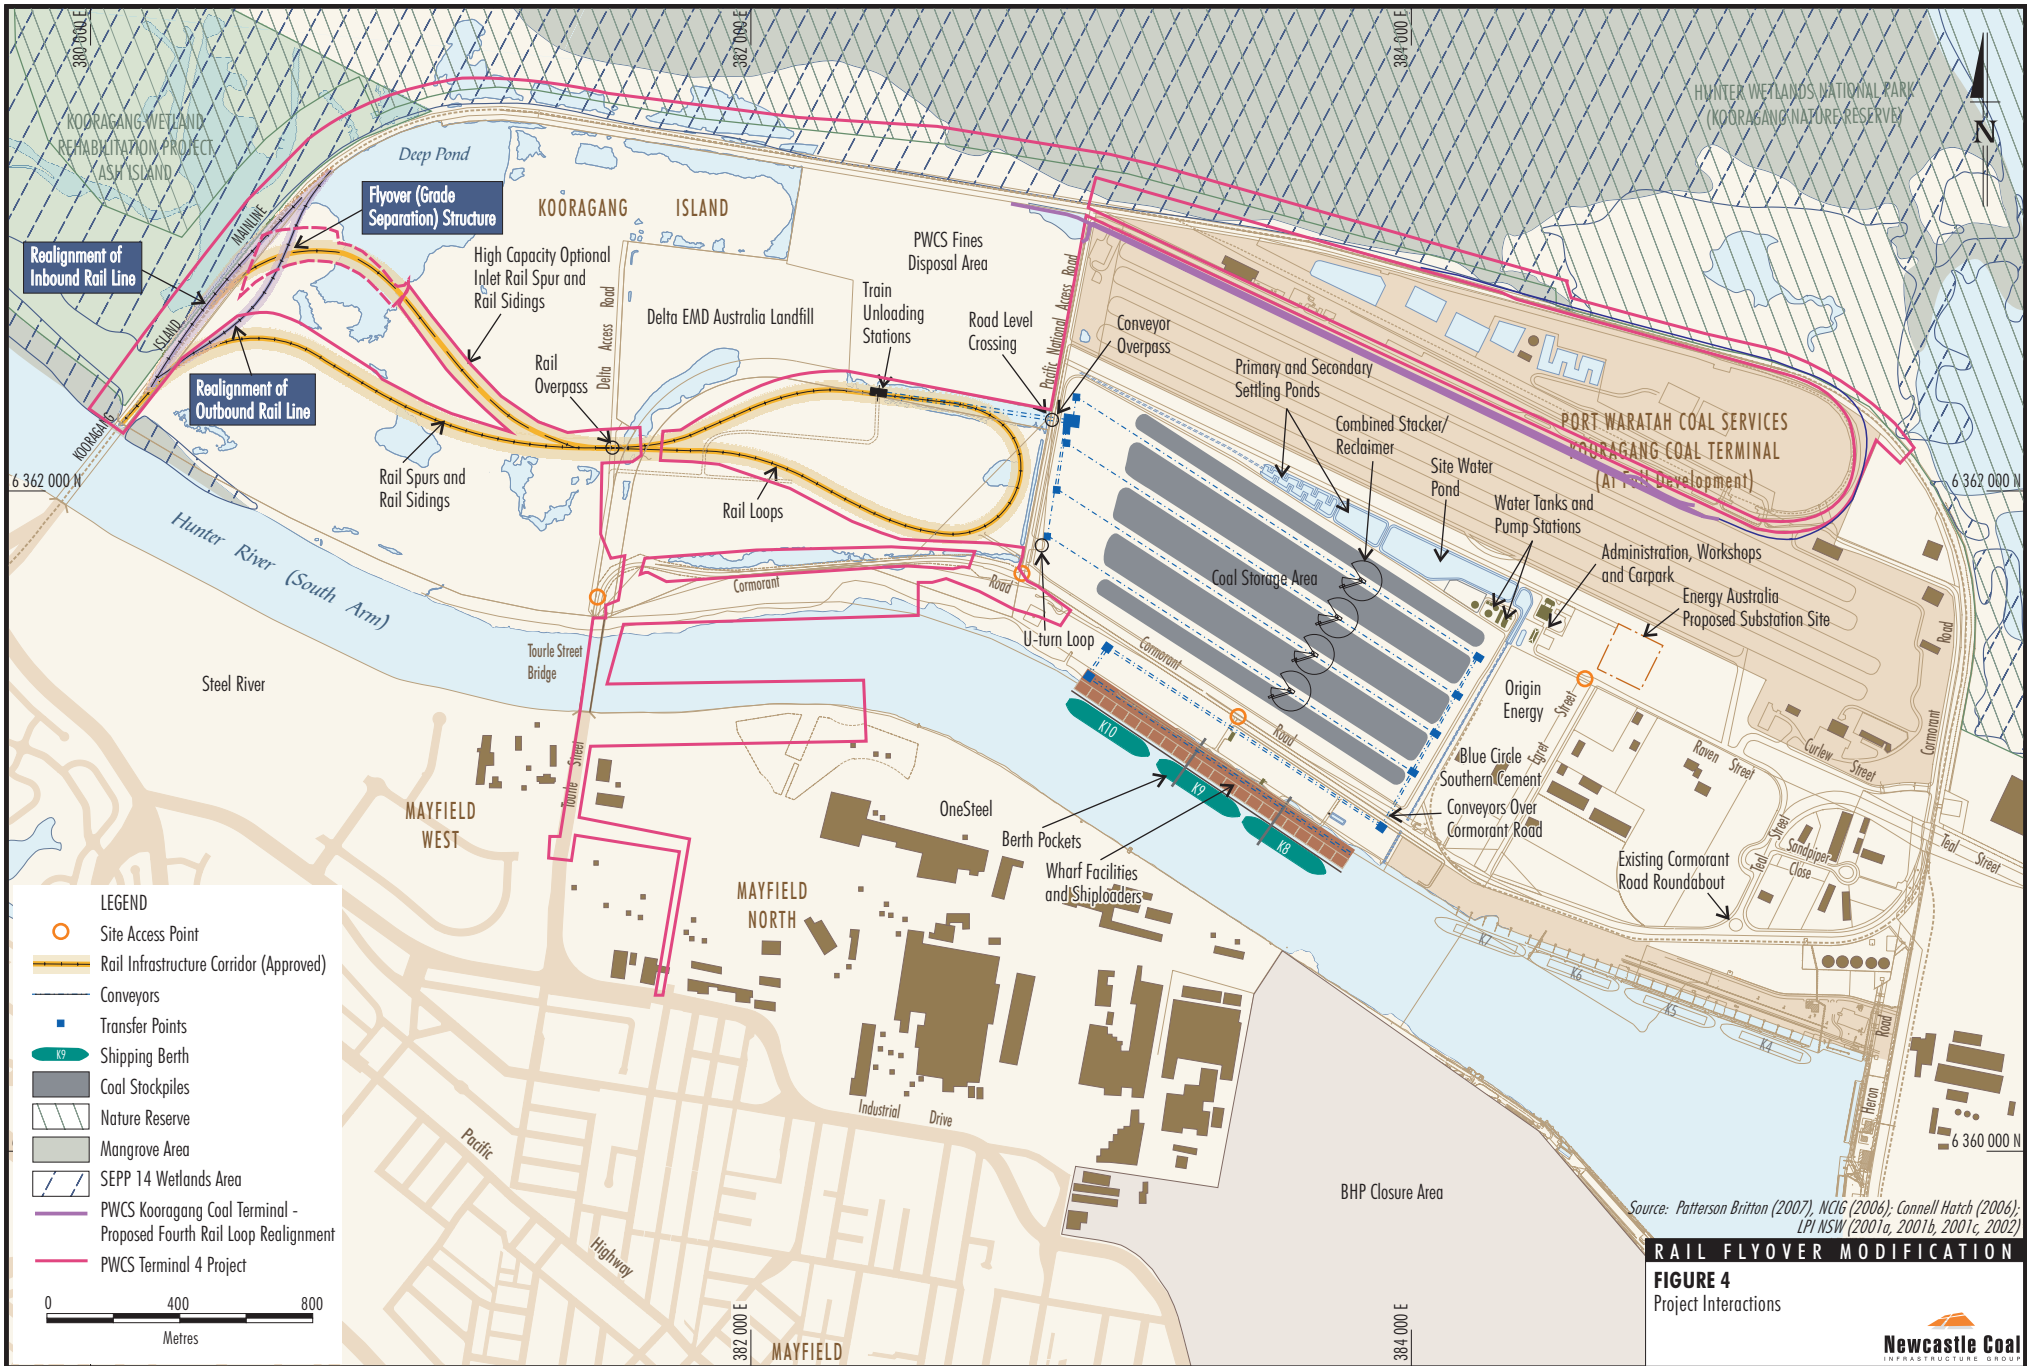 380 000 E
382 000 E
384 000 E
HUNTER WETLANDS NATIONAL PARK
(KOORAGANG NATURE RESERVE)
N
KOORAGANG WETLAND
REHABILITATION PROJECT
ASH ISLAND
Deep Pond
Flyover (Grade
Separation) Structure
KOORAGANG ISLAND
MAINLINE
ISLAND
KOORAGANG
Realignment of
Inbound Rail Line
High Capacity Optional
Inlet Rail Spur and
Rail Sidings
PWCS Fines
Disposal Area
Delta Access Road
Delta EMD Australia Landfill
Train
Unloading
Stations
Pacific National Access Road
Road Level
Crossing
Conveyor
Overpass
Rail
Overpass
Realignment of
Outbound Rail Line
Primary and Secondary
Settling Ponds
Combined Stacker/
Reclaimer
PORT WARATAH COAL SERVICES
KOORAGANG COAL TERMINAL
(At Full Development)
Site Water
Pond
6 362 000 N
6 362 000 N
Rail Spurs and
Rail Sidings
Rail Loops
Water Tanks and
Pump Stations
Hunter River (South Arm)
Administration, Workshops
and Carpark
Coal Storage Area
Cormorant Road
Energy Australia
Proposed Substation Site
U-turn Loop
Tourle Street
Bridge
Cormorant Road
Steel River
Origin
Energy
Egret Street
Raven Street
Curlew Street
Cormorant Road
K10
K9
K8
Tourle Street
Blue Circle
Southern Cement
MAYFIELD
WEST
OneSteel
Berth Pockets
Conveyors Over
Cormorant Road
Wharf Facilities
and Shiploaders
Existing Cormorant
Road Roundabout
Teal Street
Sandpiper
Close
Teal Street
MAYFIELD
NORTH
K7
K6
K5
K4
Heron Road
Industrial Drive
Pacific Highway
BHP Closure Area
6 360 000 N
LEGEND
Site Access Point
Rail Infrastructure Corridor (Approved)
Conveyors
Transfer Points
K9
Shipping Berth
Coal Stockpiles
Nature Reserve
Mangrove Area
SEPP 14 Wetlands Area
PWCS Kooragang Coal Terminal -
Proposed Fourth Rail Loop Realignment
PWCS Terminal 4 Project
0 400 800
Metres
382 000 E
MAYFIELD
384 000 E
Source: Patterson Britton (2007), NCIG (2006); Connell Hatch (2006);
LPI NSW (2001a, 2001b, 2001c, 2002)
RAIL FLYOVER MODIFICATION
FIGURE 4
Project Interactions
Newcastle Coal
INFRASTRUCTURE GROUP